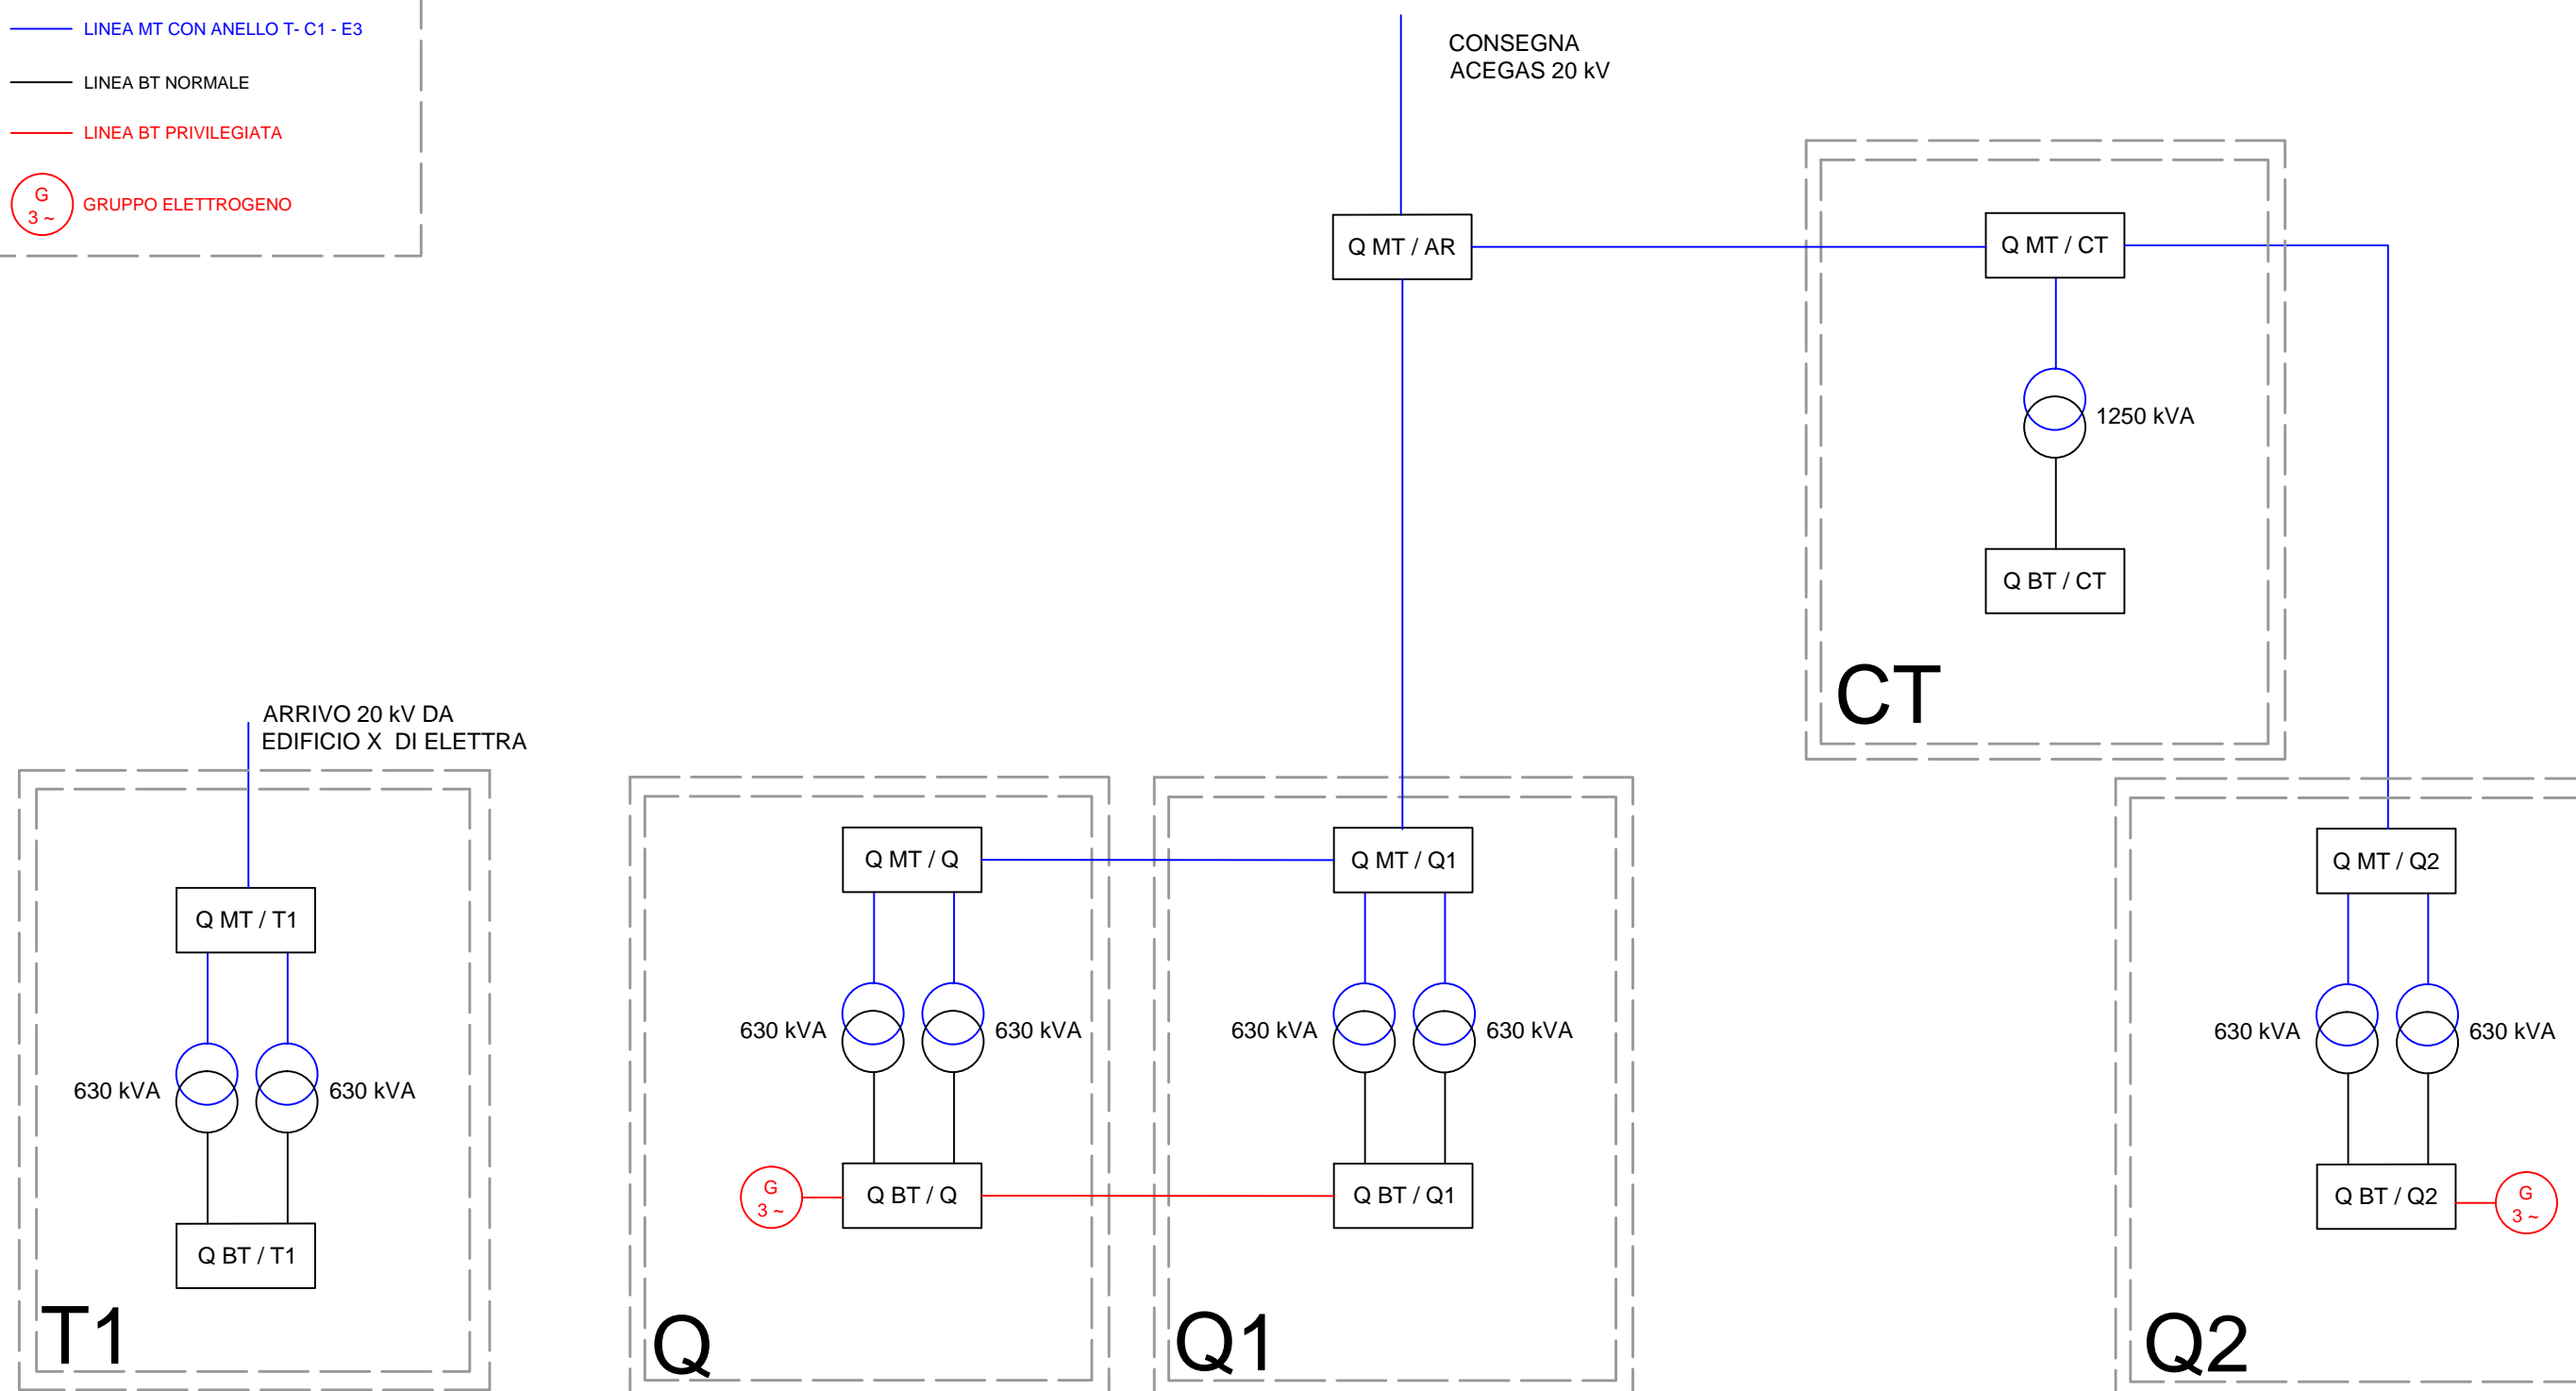 LINEA MT CON ANELLO T- C1 - E3
LINEA BT NORMALE
LINEA BT PRIVILEGIATA
G
3 ~
GRUPPO ELETTROGENO
CONSEGNA
ACEGAS 20 kV
Q MT / AR
Q MT / CT
1250 kVA
Q BT / CT
CT
ARRIVO 20 kV DA
EDIFICIO X DI ELETTRA
Q MT / T1
630 kVA
630 kVA
Q BT / T1
T1
Q MT / Q
630 kVA
630 kVA
G
3 ~
Q BT / Q
Q
Q MT / Q1
630 kVA
630 kVA
Q BT / Q1
Q1
Q MT / Q2
630 kVA
630 kVA
Q BT / Q2
G
3 ~
Q2